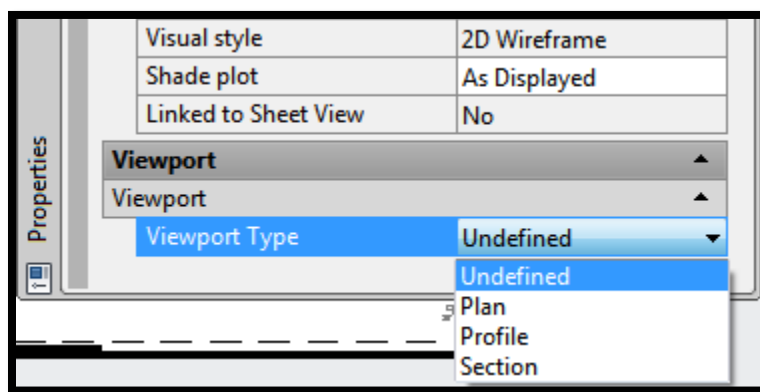 Visual style 2D Wireframe
Shade plot As Displayed
Linked to Sheet View No
Viewport
Viewport
Viewport Type Undefined
Undefined
Plan
Profile
Section
Properties